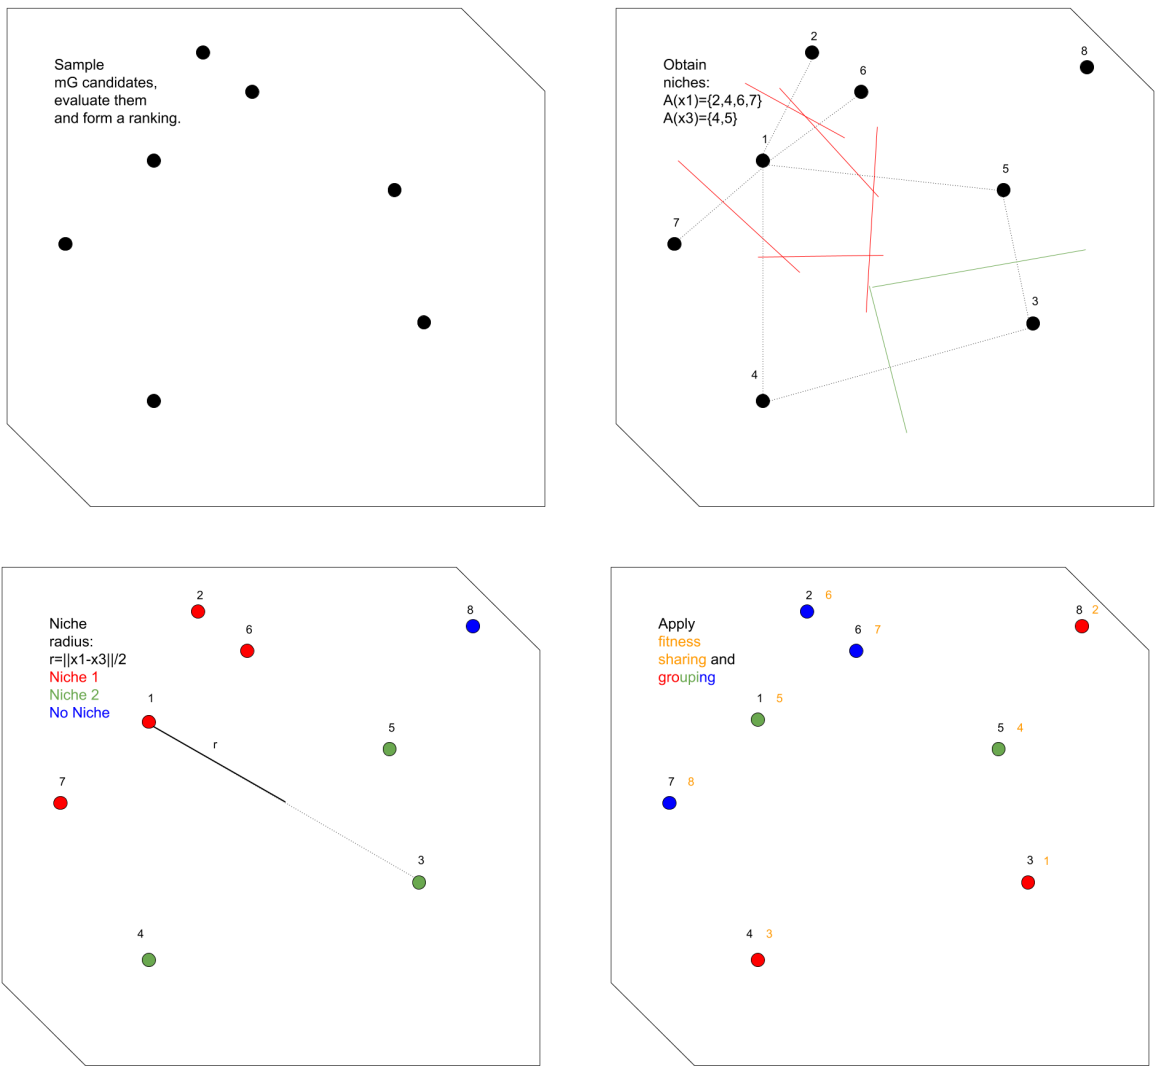 Sample
mG candidates,
evaluate them
and form a ranking.
Obtain
niches:
A(x1)={2,4,6,7}
A(x3)={4,5}
2
6
8
1
5
7
3
4
Niche
radius:
r=||x1-x3||/2
Niche 1
Niche 2
No Niche
2
6
8
1
r
5
7
3
4
Apply
fitness
sharing and
grouping
2 6
6 7
8 2
1 5
5 4
7 8
3 1
4 3